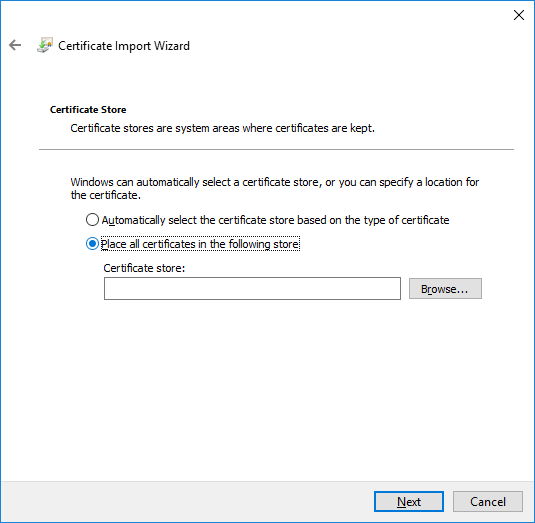 Certificate Import Wizard
Certificate Store
Certificate stores are system areas where certificates are kept.
Windows can automatically select a certificate store, or you can specify a location for
the certificate.
Automatically select the certificate store based on the type of certificate
Place all certificates in the following store
Certificate store:
Browse...
Next
Cancel